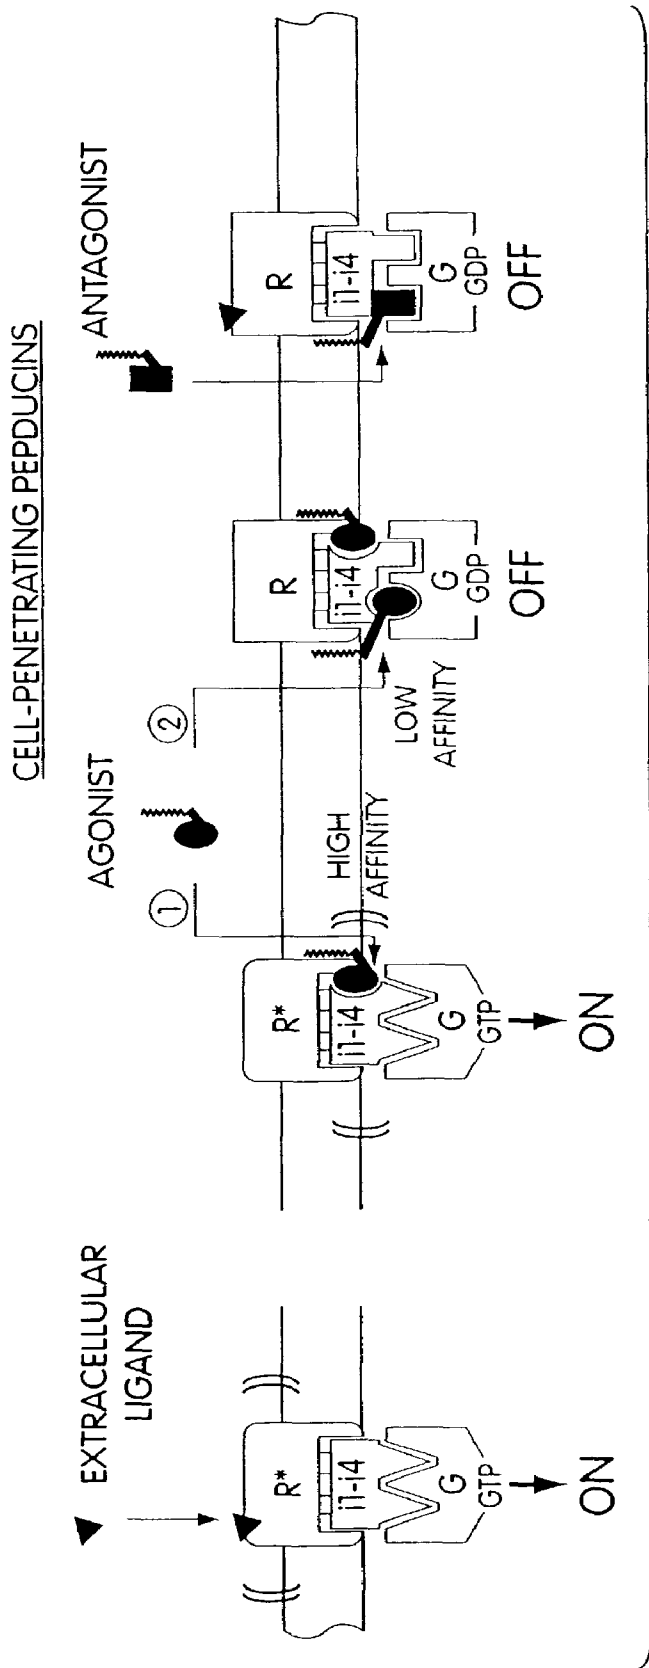 CELL-PENETRATING PEPDUCINS
EXTRACELLULAR
LIGAND
R*
i1-i4
G
GTP
ON
AGONIST
1
2
HIGH
AFFINITY
R*
i1-i4
G
GTP
ON
LOW
AFFINITY
R
i1-i4
G
GDP
OFF
ANTAGONIST
R
i1-i4
G
GDP
OFF